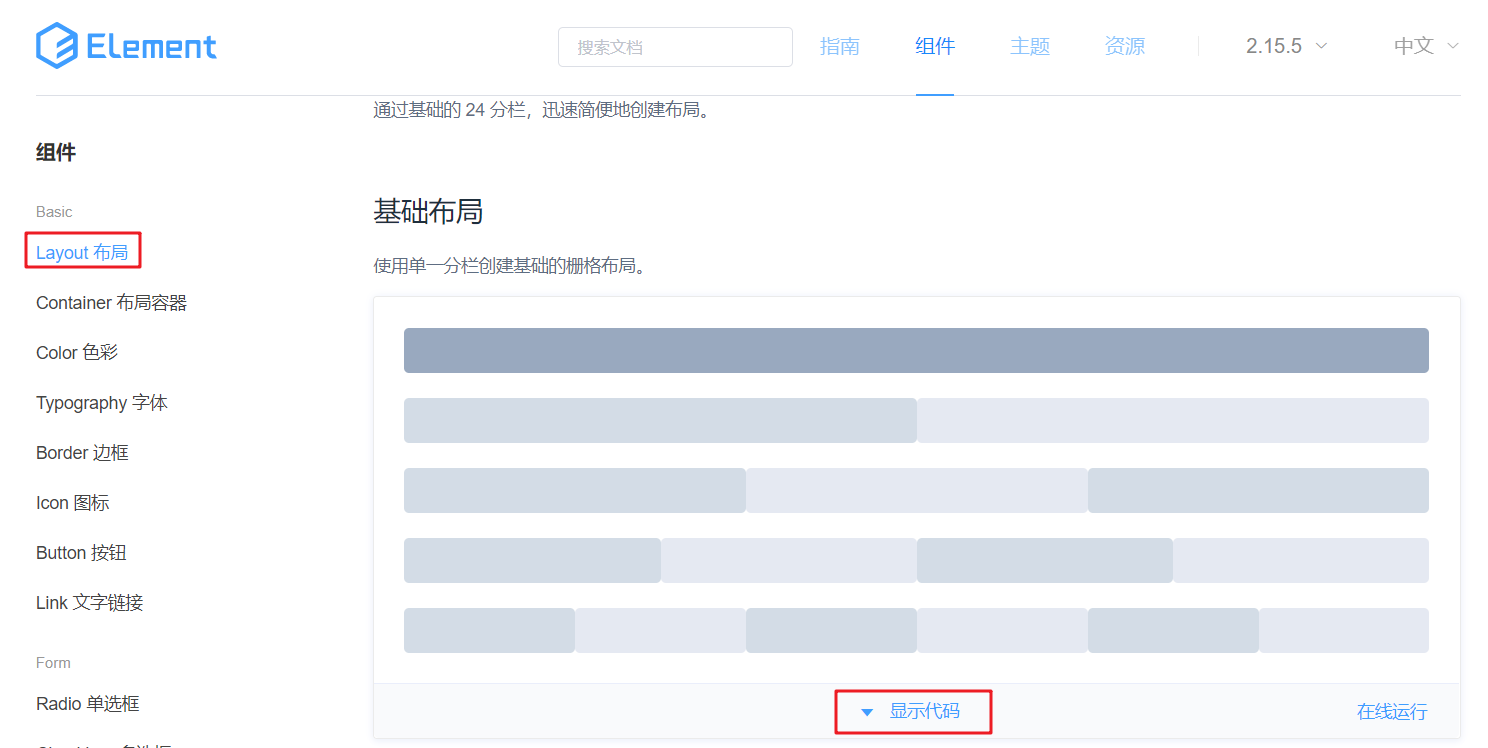 Element
搜索文档
指南
组件
主题
资源
2.15.5
中文
通过基础的 24 分栏，迅速简便地创建布局。
组件
Basic
Layout 布局
Container 布局容器
Color 色彩
Typography 字体
Border 边框
Icon 图标
Button 按钮
Link 文字链接
Form
Radio 单选框
基础布局
使用单一分栏创建基础的栅格布局。
显示代码
在线运行